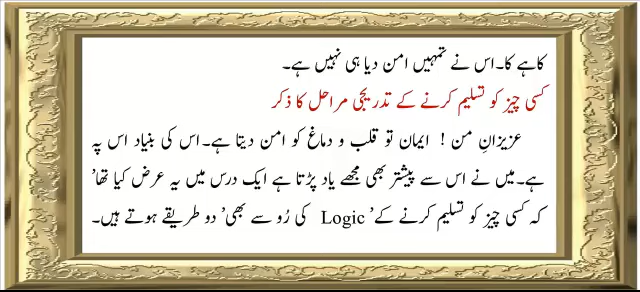 کاہے کا۔ اس نے تمہیں امن دیا ہی نہیں ہے۔
کسی چیز کو تسلیم کرنے کے تدریجی مراحل کا ذکر
عزیزانِ من ! ایمان تو قلب و دماغ کو امن دیتا ہے۔ اس کی بنیاد اس پہ
ہے۔ میں نے اس سے پیشتر بھی مجھے یاد پڑتا ہے ایک درس میں یہ عرض کیا تھا'
کہ کسی چیز کو تسلیم کرنے کے' Logic کی رُو سے بھی' دو طریقے ہوتے ہیں۔